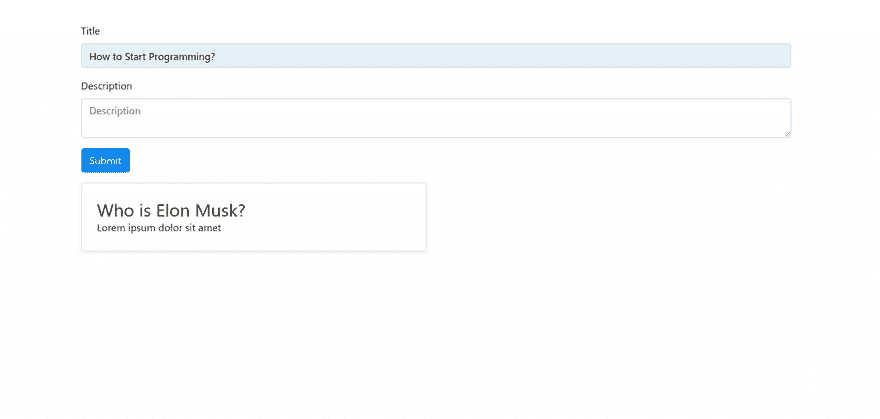 Title
How to Start Programming?
Description
Description
Submit
Who is Elon Musk?
Lorem ipsum dolor sit amet